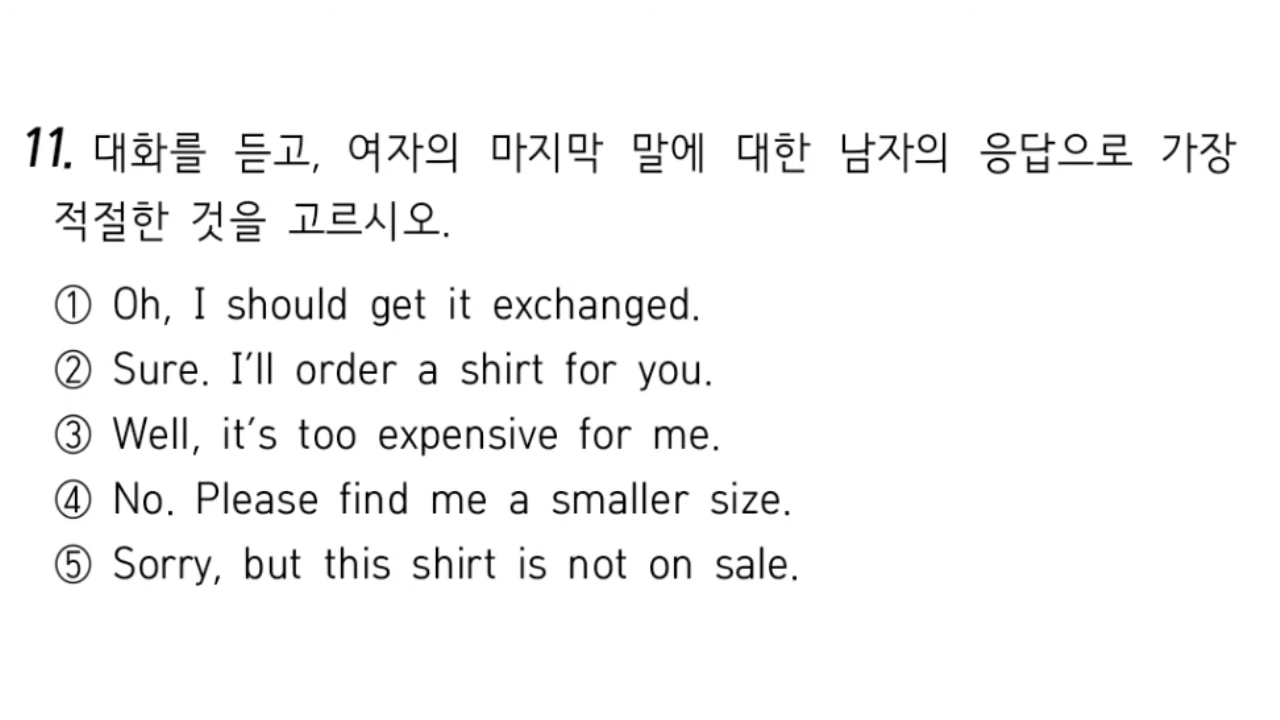 11. 대화를 듣고, 여자의 마지막 말에 대한 남자의 응답으로 가장
적절한 것을 고르시오.
① Oh, I should get it exchanged.
② Sure. I’ll order a shirt for you.
③ Well, it’s too expensive for me.
④ No. Please find me a smaller size.
⑤ Sorry, but this shirt is not on sale.